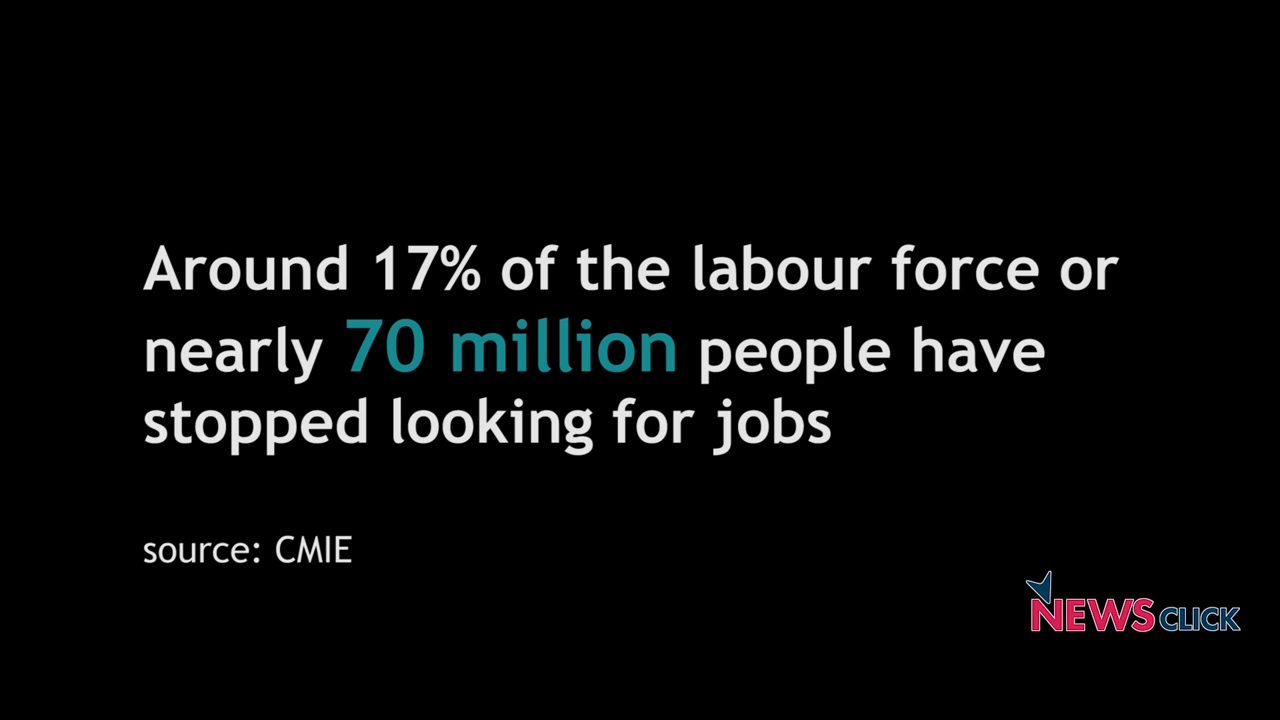 Around 17% of the labour force or
nearly 70 million people have
stopped looking for jobs
source: CMIE
NEWSCLICK